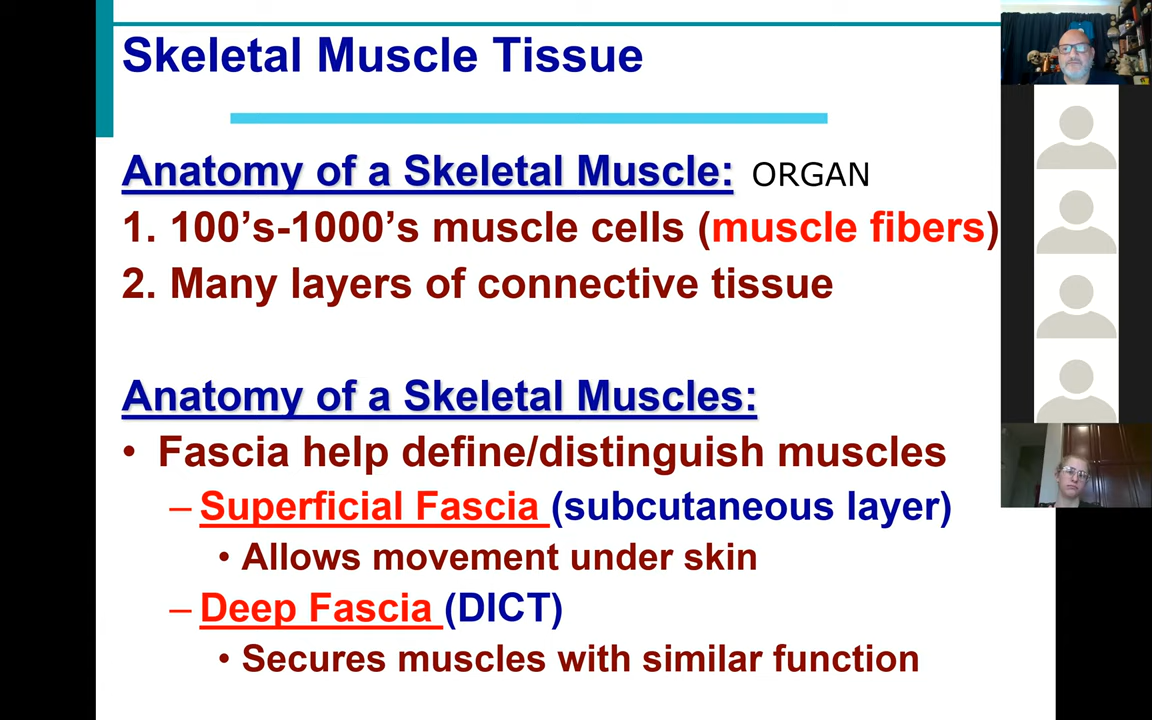 Skeletal Muscle Tissue
Anatomy of a Skeletal Muscle: ORGAN
1. 100’s-1000’s muscle cells (muscle fibers)
2. Many layers of connective tissue
Anatomy of a Skeletal Muscles:
• Fascia help define/distinguish muscles
– Superficial Fascia (subcutaneous layer)
• Allows movement under skin
– Deep Fascia (DICT)
• Secures muscles with similar function